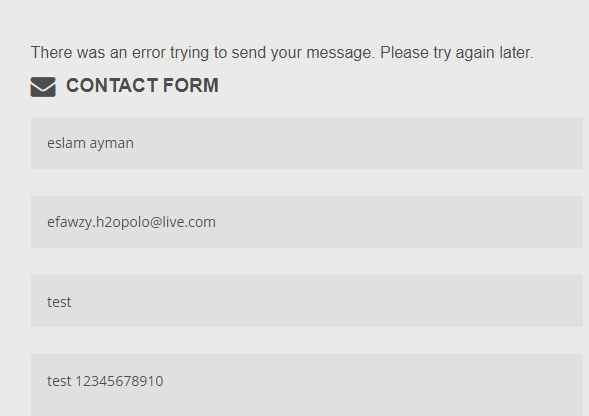 There was an error trying to send your message. Please try again later.
CONTACT FORM
eslam ayman
efawzy.h2opolo@live.com
test
test 12345678910